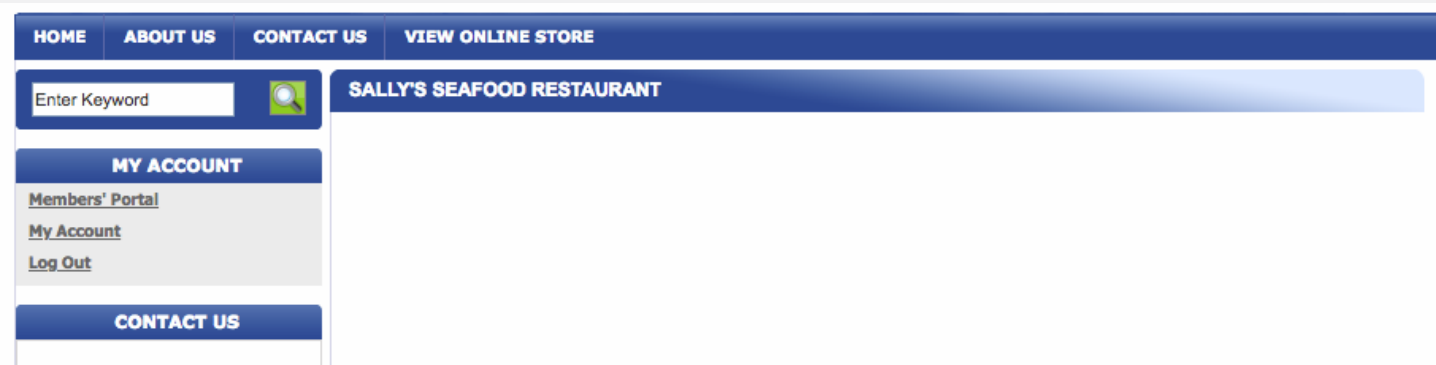 HOME ABOUT US CONTACT US VIEW ONLINE STORE
Enter Keyword
SALLY'S SEAFOOD RESTAURANT
MY ACCOUNT
Members' Portal
My Account
Log Out
CONTACT US